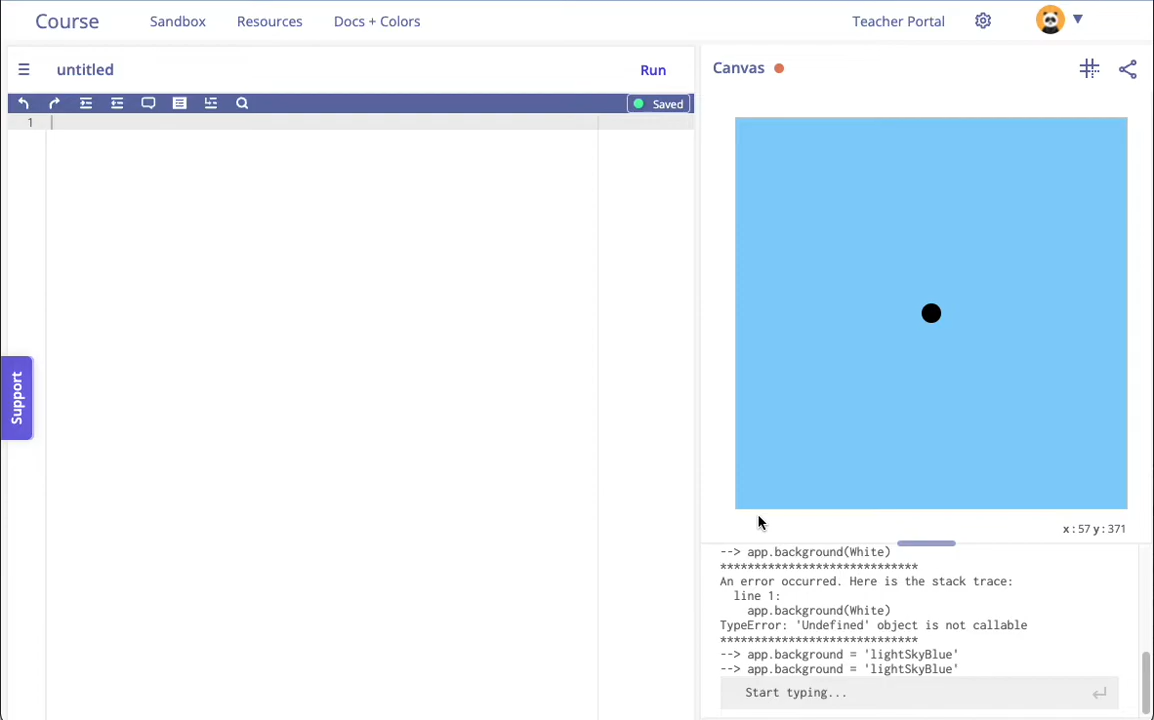 Course Sandbox Resources Docs + Colors Teacher Portal
untitled Run
Saved
1
Support
Canvas
x:57 y:371
--> app.background(White)
*****************************
An error occurred. Here is the stack trace:
line 1:
app.background(White)
TypeError: 'Undefined' object is not callable
*****************************
--> app.background = 'lightSkyBlue'
--> app.background = 'lightSkyBlue'
Start typing...